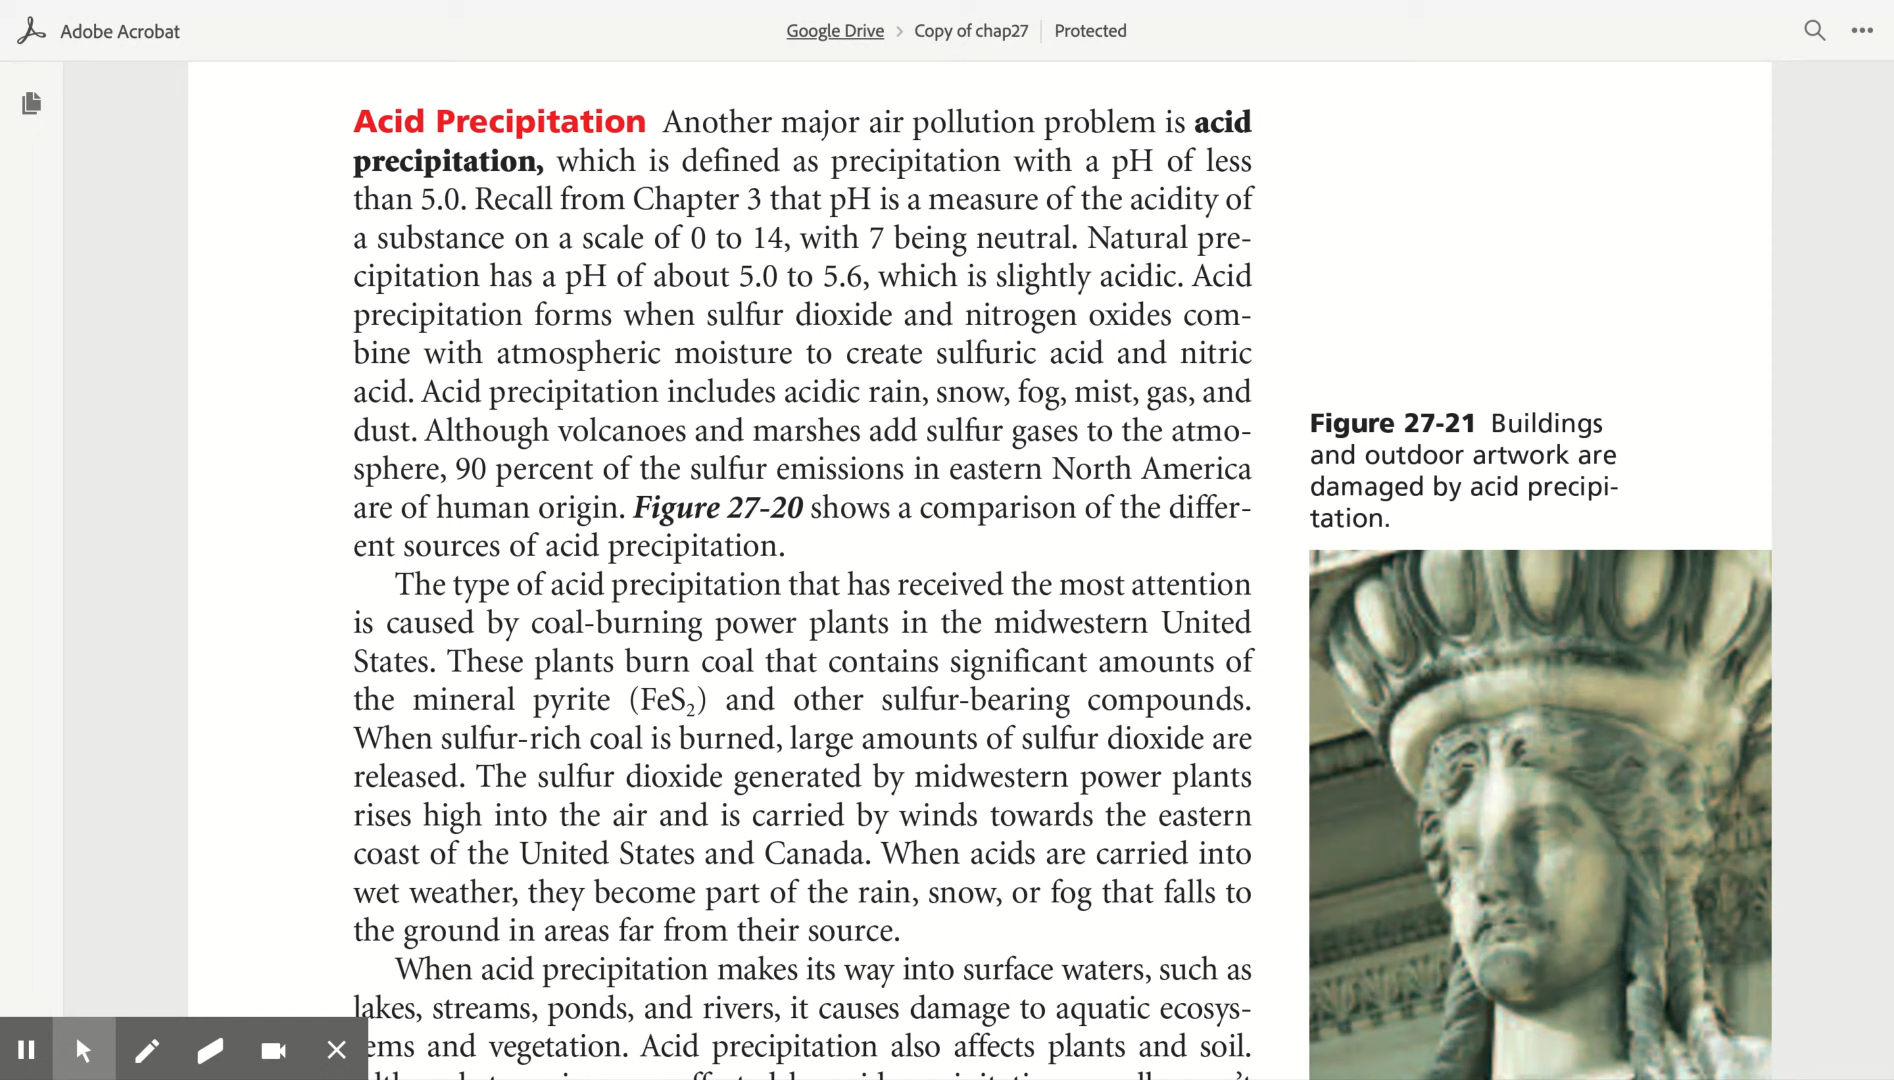 Adobe Acrobat
Google Drive > Copy of chap27 | Protected
Acid Precipitation Another major air pollution problem is acid
precipitation, which is defined as precipitation with a pH of less
than 5.0. Recall from Chapter 3 that pH is a measure of the acidity of
a substance on a scale of 0 to 14, with 7 being neutral. Natural pre-
cipitation has a pH of about 5.0 to 5.6, which is slightly acidic. Acid
precipitation forms when sulfur dioxide and nitrogen oxides com-
bine with atmospheric moisture to create sulfuric acid and nitric
acid. Acid precipitation includes acidic rain, snow, fog, mist, gas, and
dust. Although volcanoes and marshes add sulfur gases to the atmo-
sphere, 90 percent of the sulfur emissions in eastern North America
are of human origin. Figure 27-20 shows a comparison of the differ-
ent sources of acid precipitation.
The type of acid precipitation that has received the most attention
is caused by coal-burning power plants in the midwestern United
States. These plants burn coal that contains significant amounts of
the mineral pyrite (FeS₂) and other sulfur-bearing compounds.
When sulfur-rich coal is burned, large amounts of sulfur dioxide are
released. The sulfur dioxide generated by midwestern power plants
rises high into the air and is carried by winds towards the eastern
coast of the United States and Canada. When acids are carried into
wet weather, they become part of the rain, snow, or fog that falls to
the ground in areas far from their source.
When acid precipitation makes its way into surface waters, such as
lakes, streams, ponds, and rivers, it causes damage to aquatic ecosys-
ems and vegetation. Acid precipitation also affects plants and soil.
Figure 27-21 Buildings
and outdoor artwork are
damaged by acid precipi-
tation.